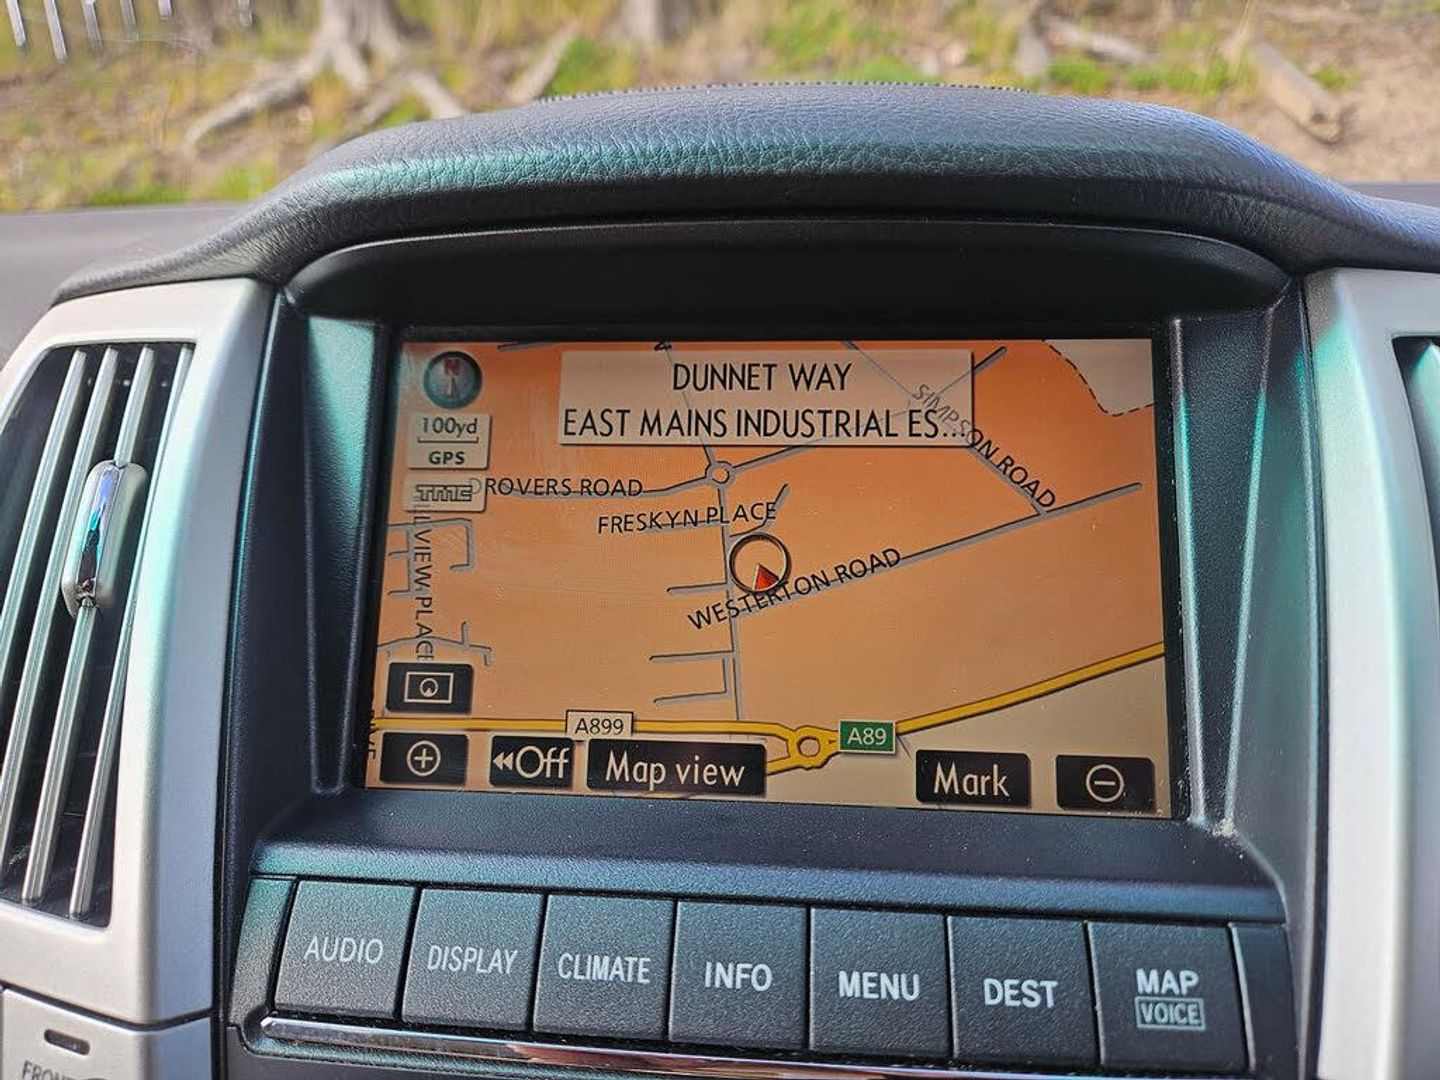 N
DUNNET WAY
EAST MAINS INDUSTRIAL ES...
100yd
GPS
TMC
SIMPSON ROAD
DROVERS ROAD
FRESKYN PLACE
WESTERTON ROAD
VIEW PLACE
A899
A89
Off
Map view
Mark
AUDIO
DISPLAY
CLIMATE
INFO
MENU
DEST
MAP
VOICE
FRONT